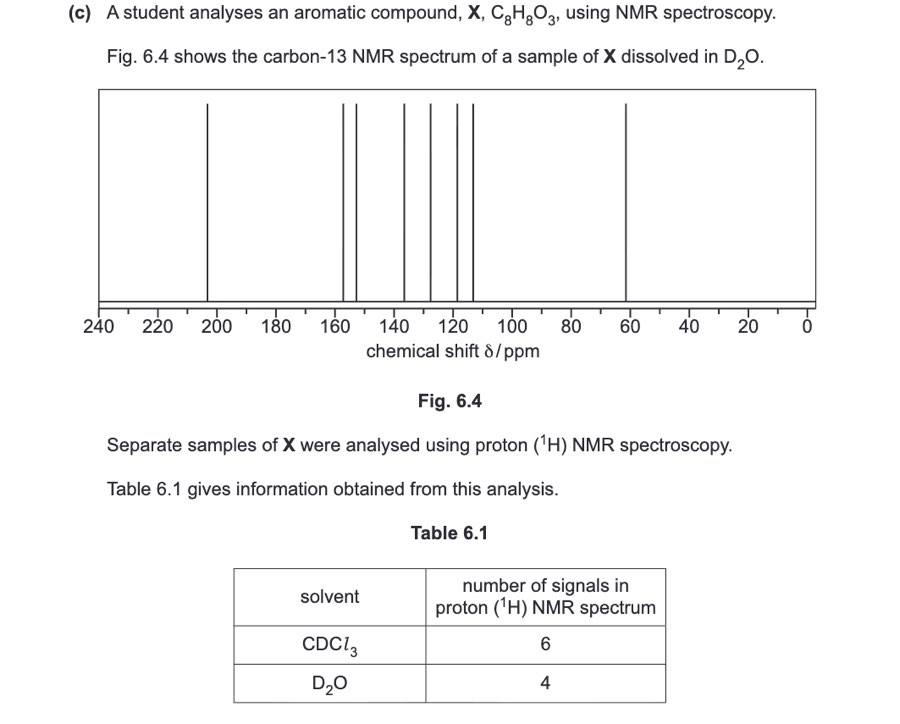 (c) A student analyses an aromatic compound, X, C₈H₈O₃, using NMR spectroscopy.
Fig. 6.4 shows the carbon-13 NMR spectrum of a sample of X dissolved in D₂O.
240 220 200 180 160 140 120 100 80 60 40 20 0
chemical shift δ/ppm
Fig. 6.4
Separate samples of X were analysed using proton (¹H) NMR spectroscopy.
Table 6.1 gives information obtained from this analysis.
Table 6.1
solvent number of signals in
proton (¹H) NMR spectrum
CDCl₃ 6
D₂O 4